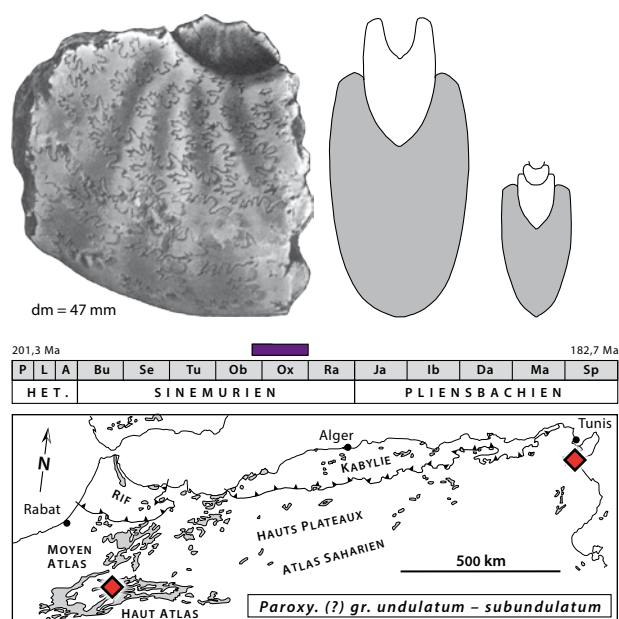 dm = 47 mm
201,3 Ma 182,7 Ma
P L A Bu Se Tu Ob Ox Ra Ja Ib Da Ma Sp
HET. SINEMURIEN PLIENSBACHIEN
Tunis
Alger
N
KABYLIE
RIF
Rabat
HAUTS PLATEAUX
MOYEN
ATLAS
ATLAS SAHARIEN
500 km
HAUT ATLAS
Paroxy. (?) gr. undulatum – subundulatum